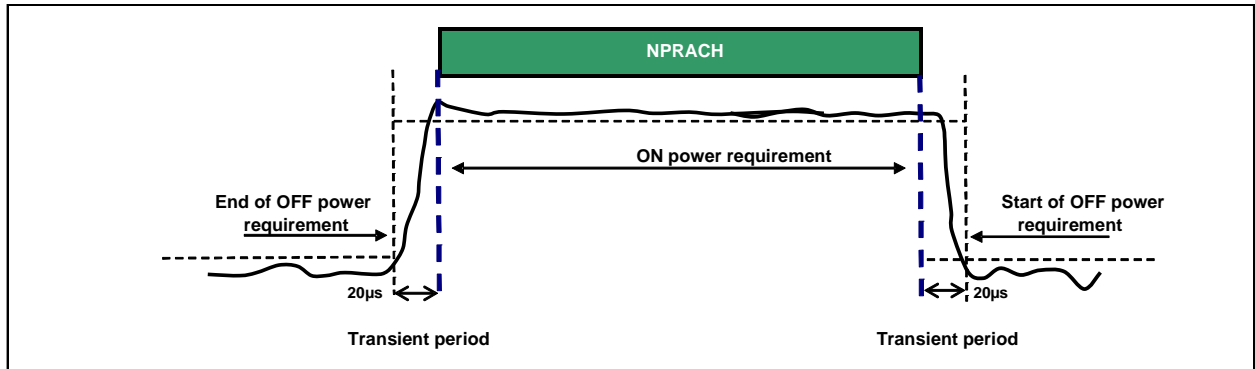 NPRACH
ON power requirement
End of OFF power
requirement
Start of OFF power
requirement
20µs
20µs
Transient period
Transient period